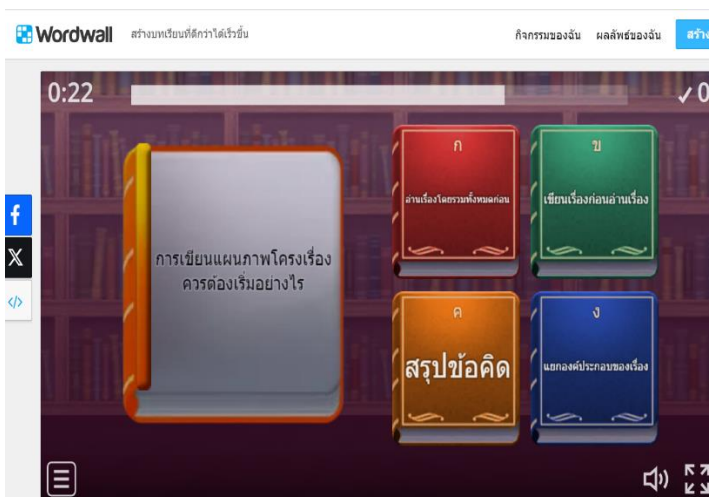 Wordwall
สร้างบทเรียนที่ดีกว่าได้เร็วขึ้น
กิจกรรมของฉัน
ผลลัพธ์ของฉัน
สร้าง
0:22
✓ 0
การเขียนแผนภาพโครงเรื่อง
ควรต้องเริ่มอย่างไร
ก
อ่านเรื่องโดยรวมทั้งหมดก่อน
ข
เขียนเรื่องก่อนอ่านเรื่อง
ค
สรุปข้อคิด
ง
แยกองค์ประกอบของเรื่อง